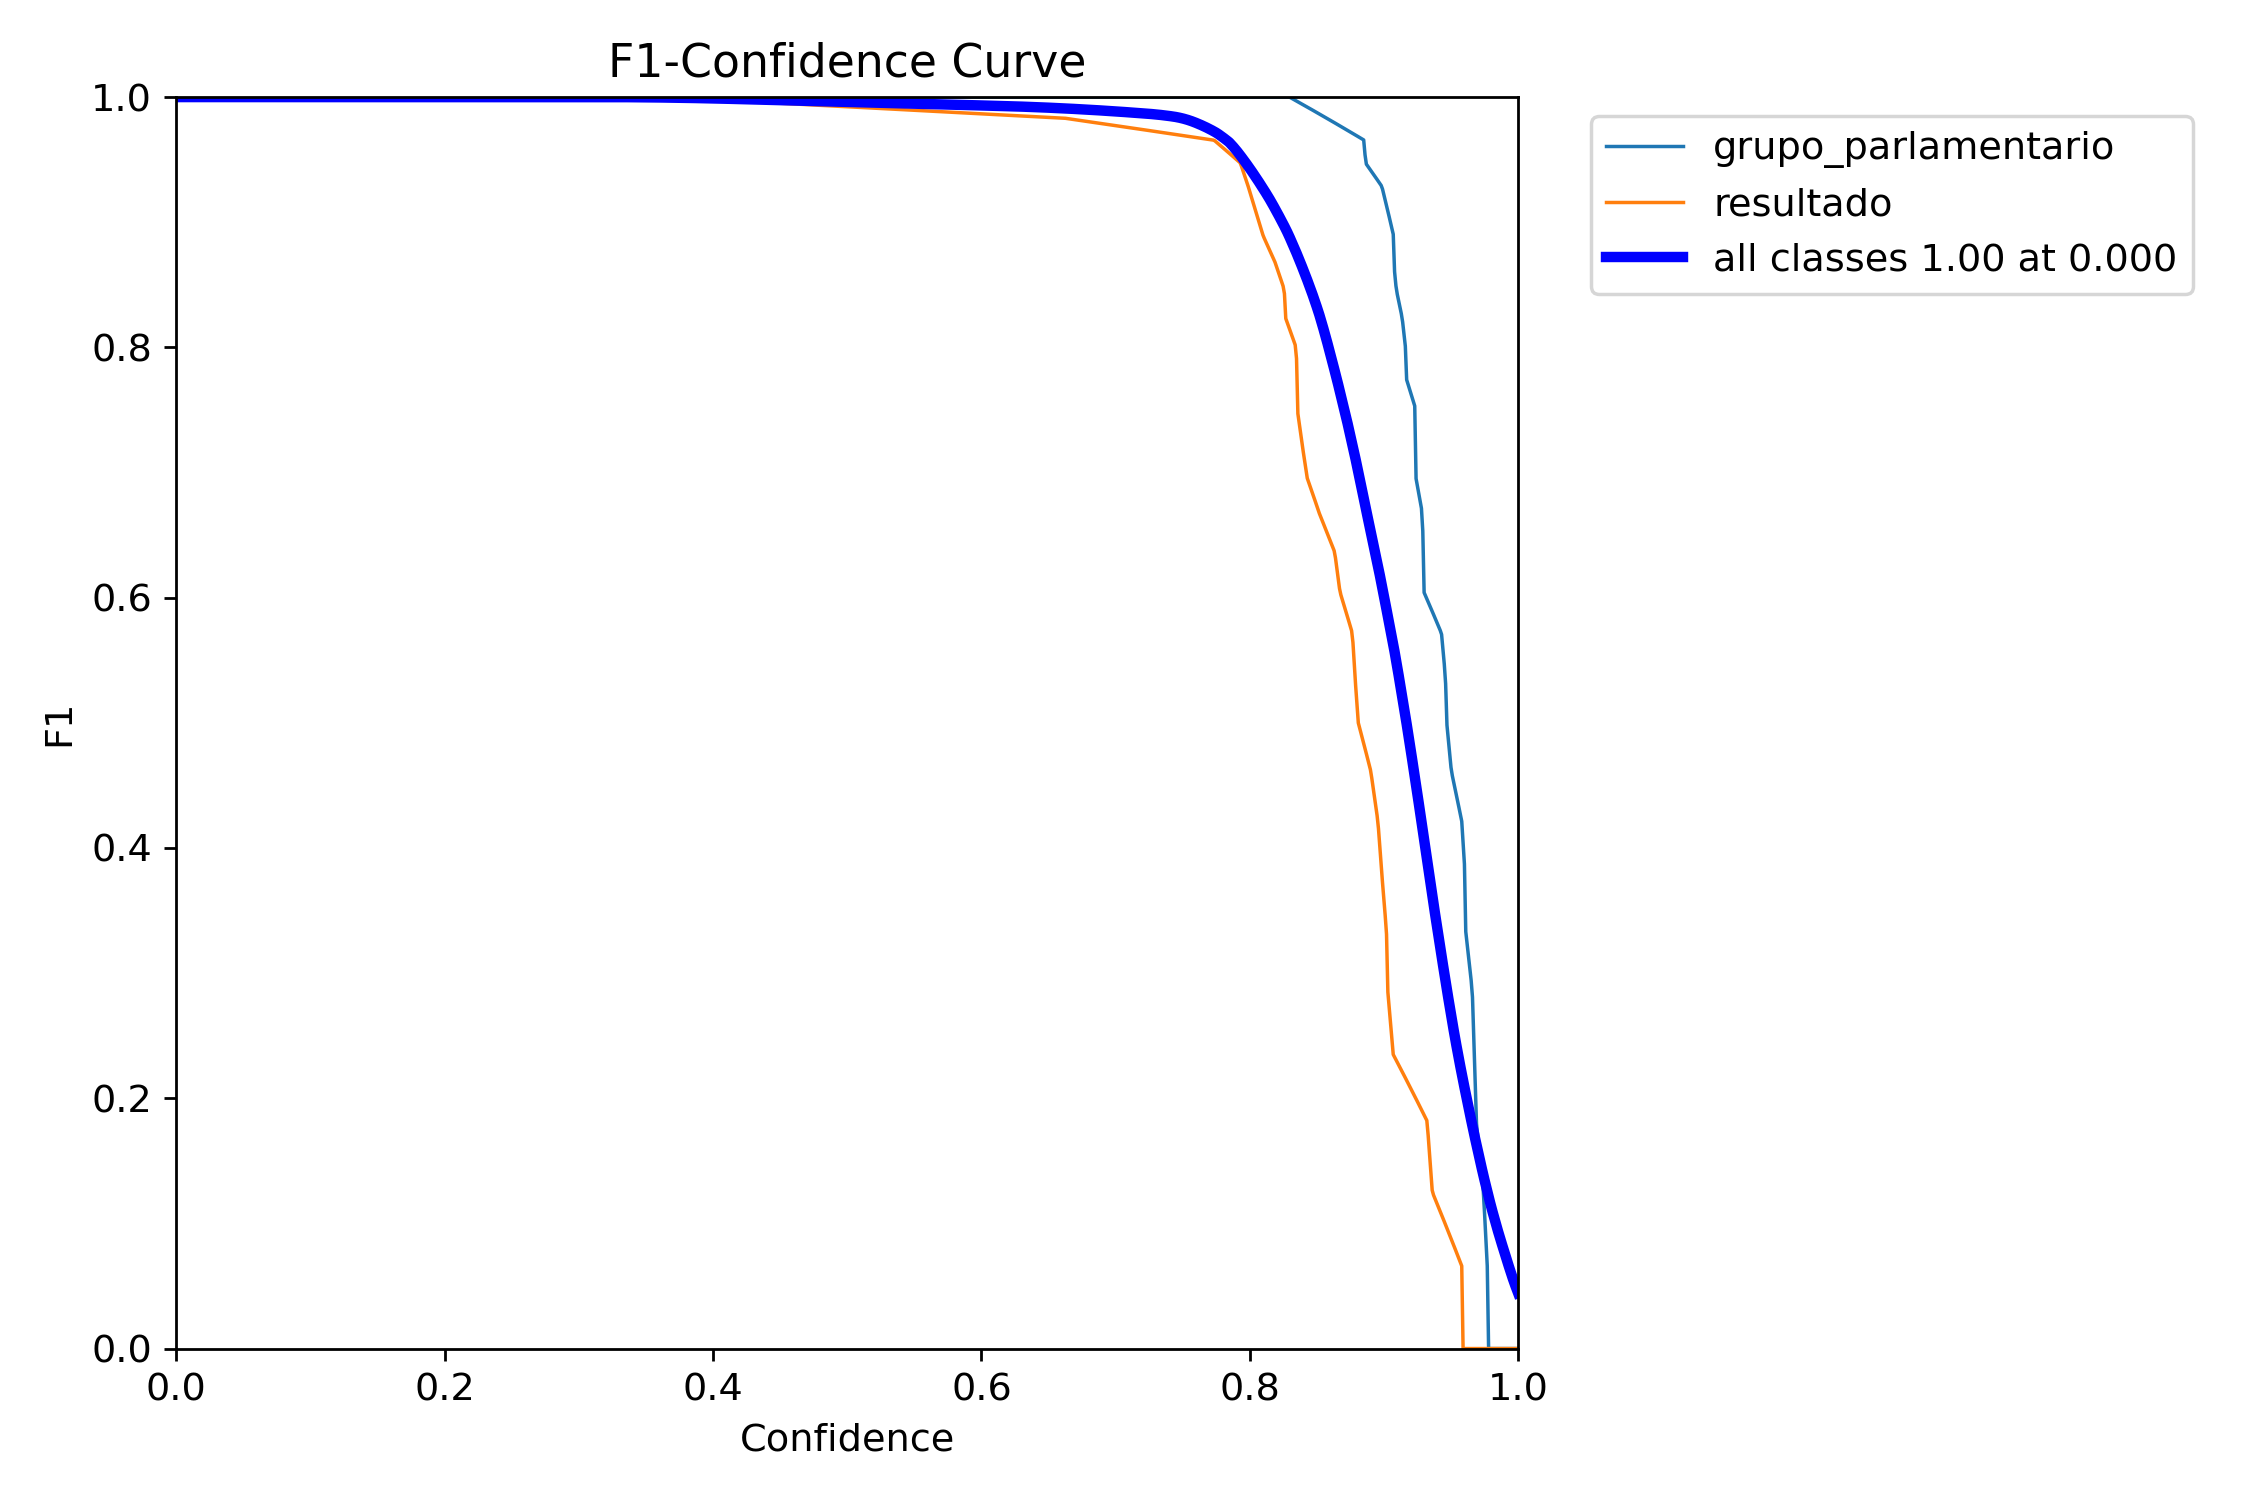 F1-Confidence Curve
1.0
0.8
0.6
0.4
0.2
0.0
F1
0.0 0.2 0.4 0.6 0.8 1.0
Confidence
grupo_parlamentario
resultado
all classes 1.00 at 0.000